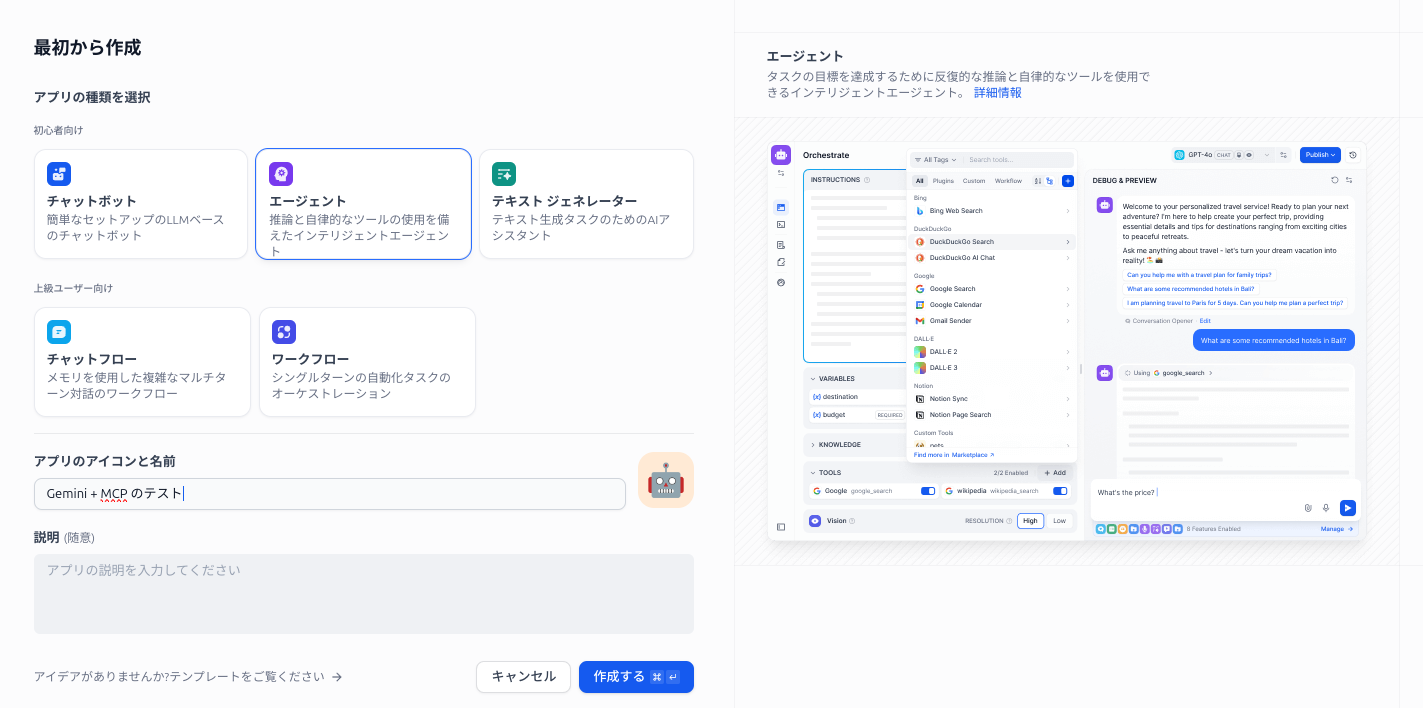 最初から作成
アプリの種類を選択
初心者向け
チャットボット
簡単なセットアップのLLMベース
のチャットボット
エージェント
推論と自律的なツールの使用を備
えたインテリジェントエージェン
ト
テキスト ジェネレーター
テキスト生成タスクのためのAIア
シスタント
上級ユーザー向け
チャットフロー
メモリを使用した複雑なマルチタ
ーン対話のワークフロー
ワークフロー
シングルターンの自動化タスクの
オーケストレーション
アプリのアイコンと名前
Gemini + MCP のテスト
説明 (随意)
アプリの説明を入力してください
アイデアがありませんか?テンプレートをご覧ください →
キャンセル
作成する ⌘ ↵
エージェント
タスクの目標を達成するために反復的な推論と自律的なツールを使用で
きるインテリジェントエージェント。 詳細情報
Orchestrate
INSTRUCTIONS
VARIABLES
{x} destination
{x} budget
REQUIRED
KNOWLEDGE
TOOLS
2/2 Enabled
+ Add
Google google_search
wikipedia wikipedia_search
Vision
RESOLUTION
High
Low
All Tags
Search tools...
All
Plugins
Custom
Workflow
Bing
Bing Web Search
DuckDuckGo
DuckDuckGo Search
DuckDuckGo AI Chat
Google
Google Search
Google Calendar
Gmail Sender
DALL-E
DALL-E 2
DALL-E 3
Notion
Notion Sync
Notion Page Search
Custom Tools
pets
Find more in Marketplace ↗
GPT-4o
CHAT
Publish
DEBUG & PREVIEW
Welcome to your personalized travel service! Ready to plan your next
adventure? I'm here to help create your perfect trip, providing
essential details and tips for destinations ranging from exciting cities
to peaceful retreats.
Ask me anything about travel - let's turn your dream vacation into
reality!
Can you help me with a travel plan for family trips?
What are some recommended hotels in Bali?
I am planning travel to Paris for 5 days. Can you help me plan a perfect trip?
Conversation Opener · Edit
What are some recommended hotels in Bali?
Using google_search
What's the price?
8 Features Enabled
Manage →